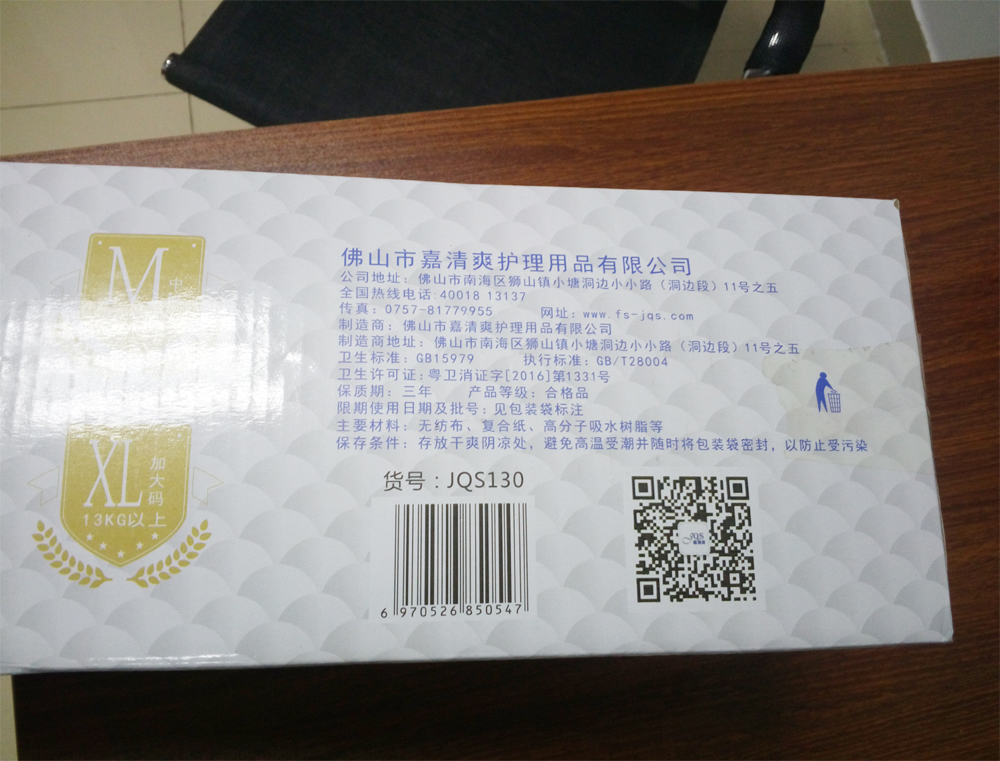 M
中
XL
加大码
13KG以上
佛山市嘉清爽护理用品有限公司
公司地址：佛山市南海区狮山镇小塘洞边小小路（洞边段）11号之五
全国热线电话:40018 13137
传真：0757-81779955 网址：www.fs-jqs.com
制造商：佛山市嘉清爽护理用品有限公司
制造商地址：佛山市南海区狮山镇小塘洞边小小路（洞边段）11号之五
卫生标准：GB15979 执行标准：GB/T28004
卫生许可证:粤卫消证字[2016]第1331号
保质期：三年 产品等级：合格品
限期使用日期及批号：见包装袋标注
主要材料：无纺布、复合纸、高分子吸水树脂等
保存条件：存放干爽阴凉处，避免高温受潮并随时将包装袋密封，以防止受污染
货号：JQS130
6 970526 850547
JQS